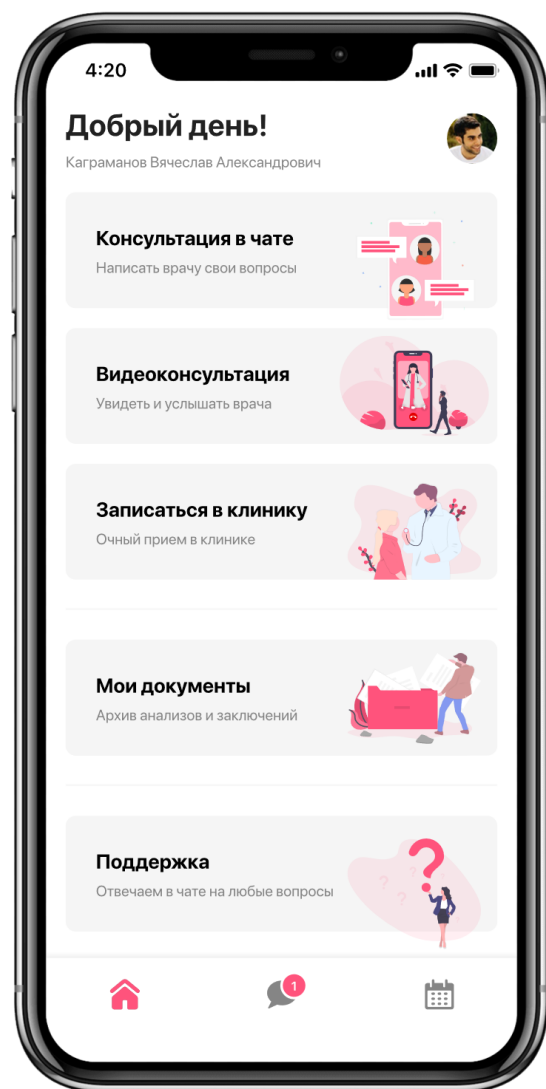 4:20
Добрый день!
Каграманов Вячеслав Александрович
Консультация в чате
Написать врачу свои вопросы
Видеоконсультация
Увидеть и услышать врача
Записаться в клинику
Очный прием в клинике
Мои документы
Архив анализов и заключений
Поддержка
Отвечаем в чате на любые вопросы
1